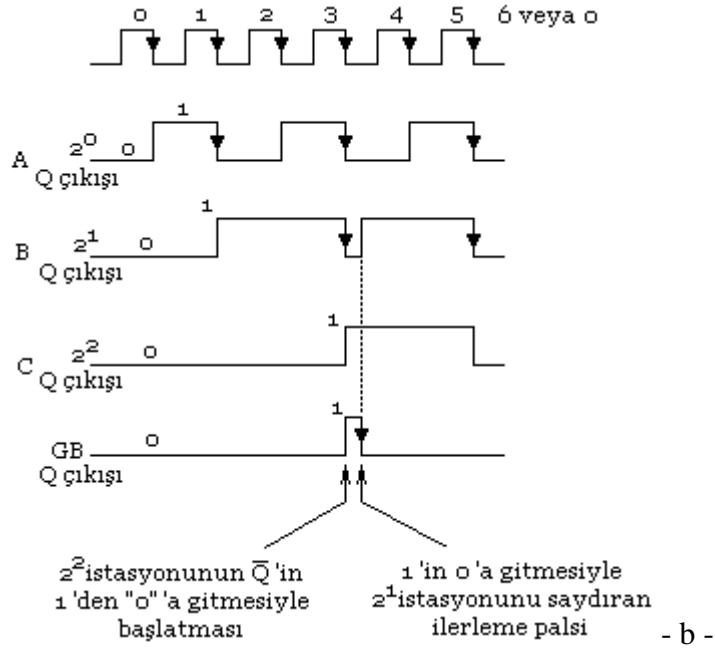 0 1 2 3 4 5 6 veya 0
1
A 2⁰ 0
Q çıkışı
1
B 2¹ 0
Q çıkışı
1
C 2² 0
Q çıkışı
1
GB 0
Q çıkışı
2² istasyonunun Q̅ 'in
1 'den "0" 'a gitmesiyle
başlatması
1 'in 0 'a gitmesiyle
2¹ istasyonunu saydıran
ilerleme palsi
- b -